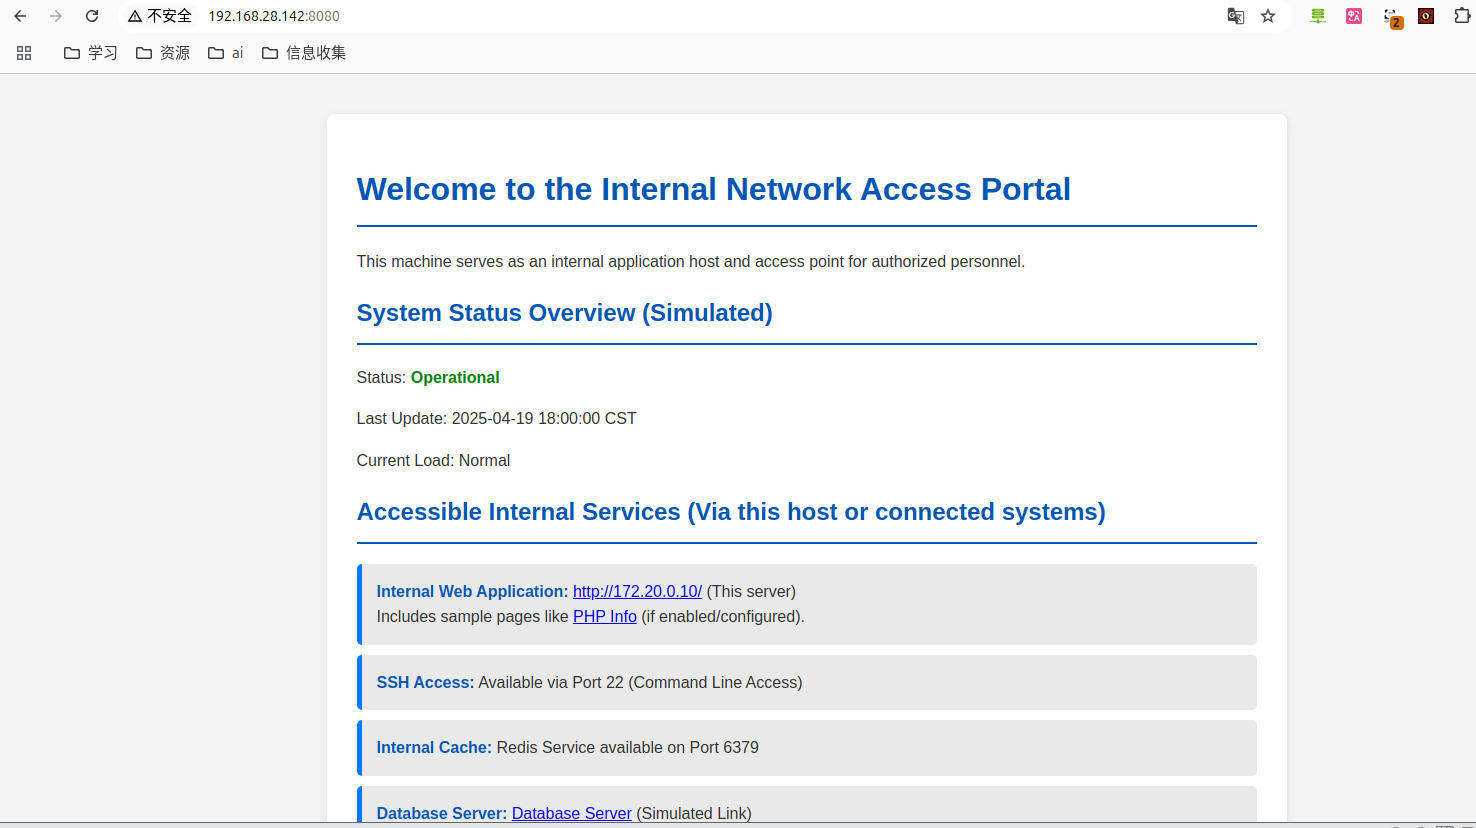 不安全 192.168.28.142:8080
2
学习 资源 ai 信息收集
Welcome to the Internal Network Access Portal
This machine serves as an internal application host and access point for authorized personnel.
System Status Overview (Simulated)
Status: Operational
Last Update: 2025-04-19 18:00:00 CST
Current Load: Normal
Accessible Internal Services (Via this host or connected systems)
Internal Web Application: http://172.20.0.10/ (This server)
Includes sample pages like PHP Info (if enabled/configured).
SSH Access: Available via Port 22 (Command Line Access)
Internal Cache: Redis Service available on Port 6379
Database Server: Database Server (Simulated Link)